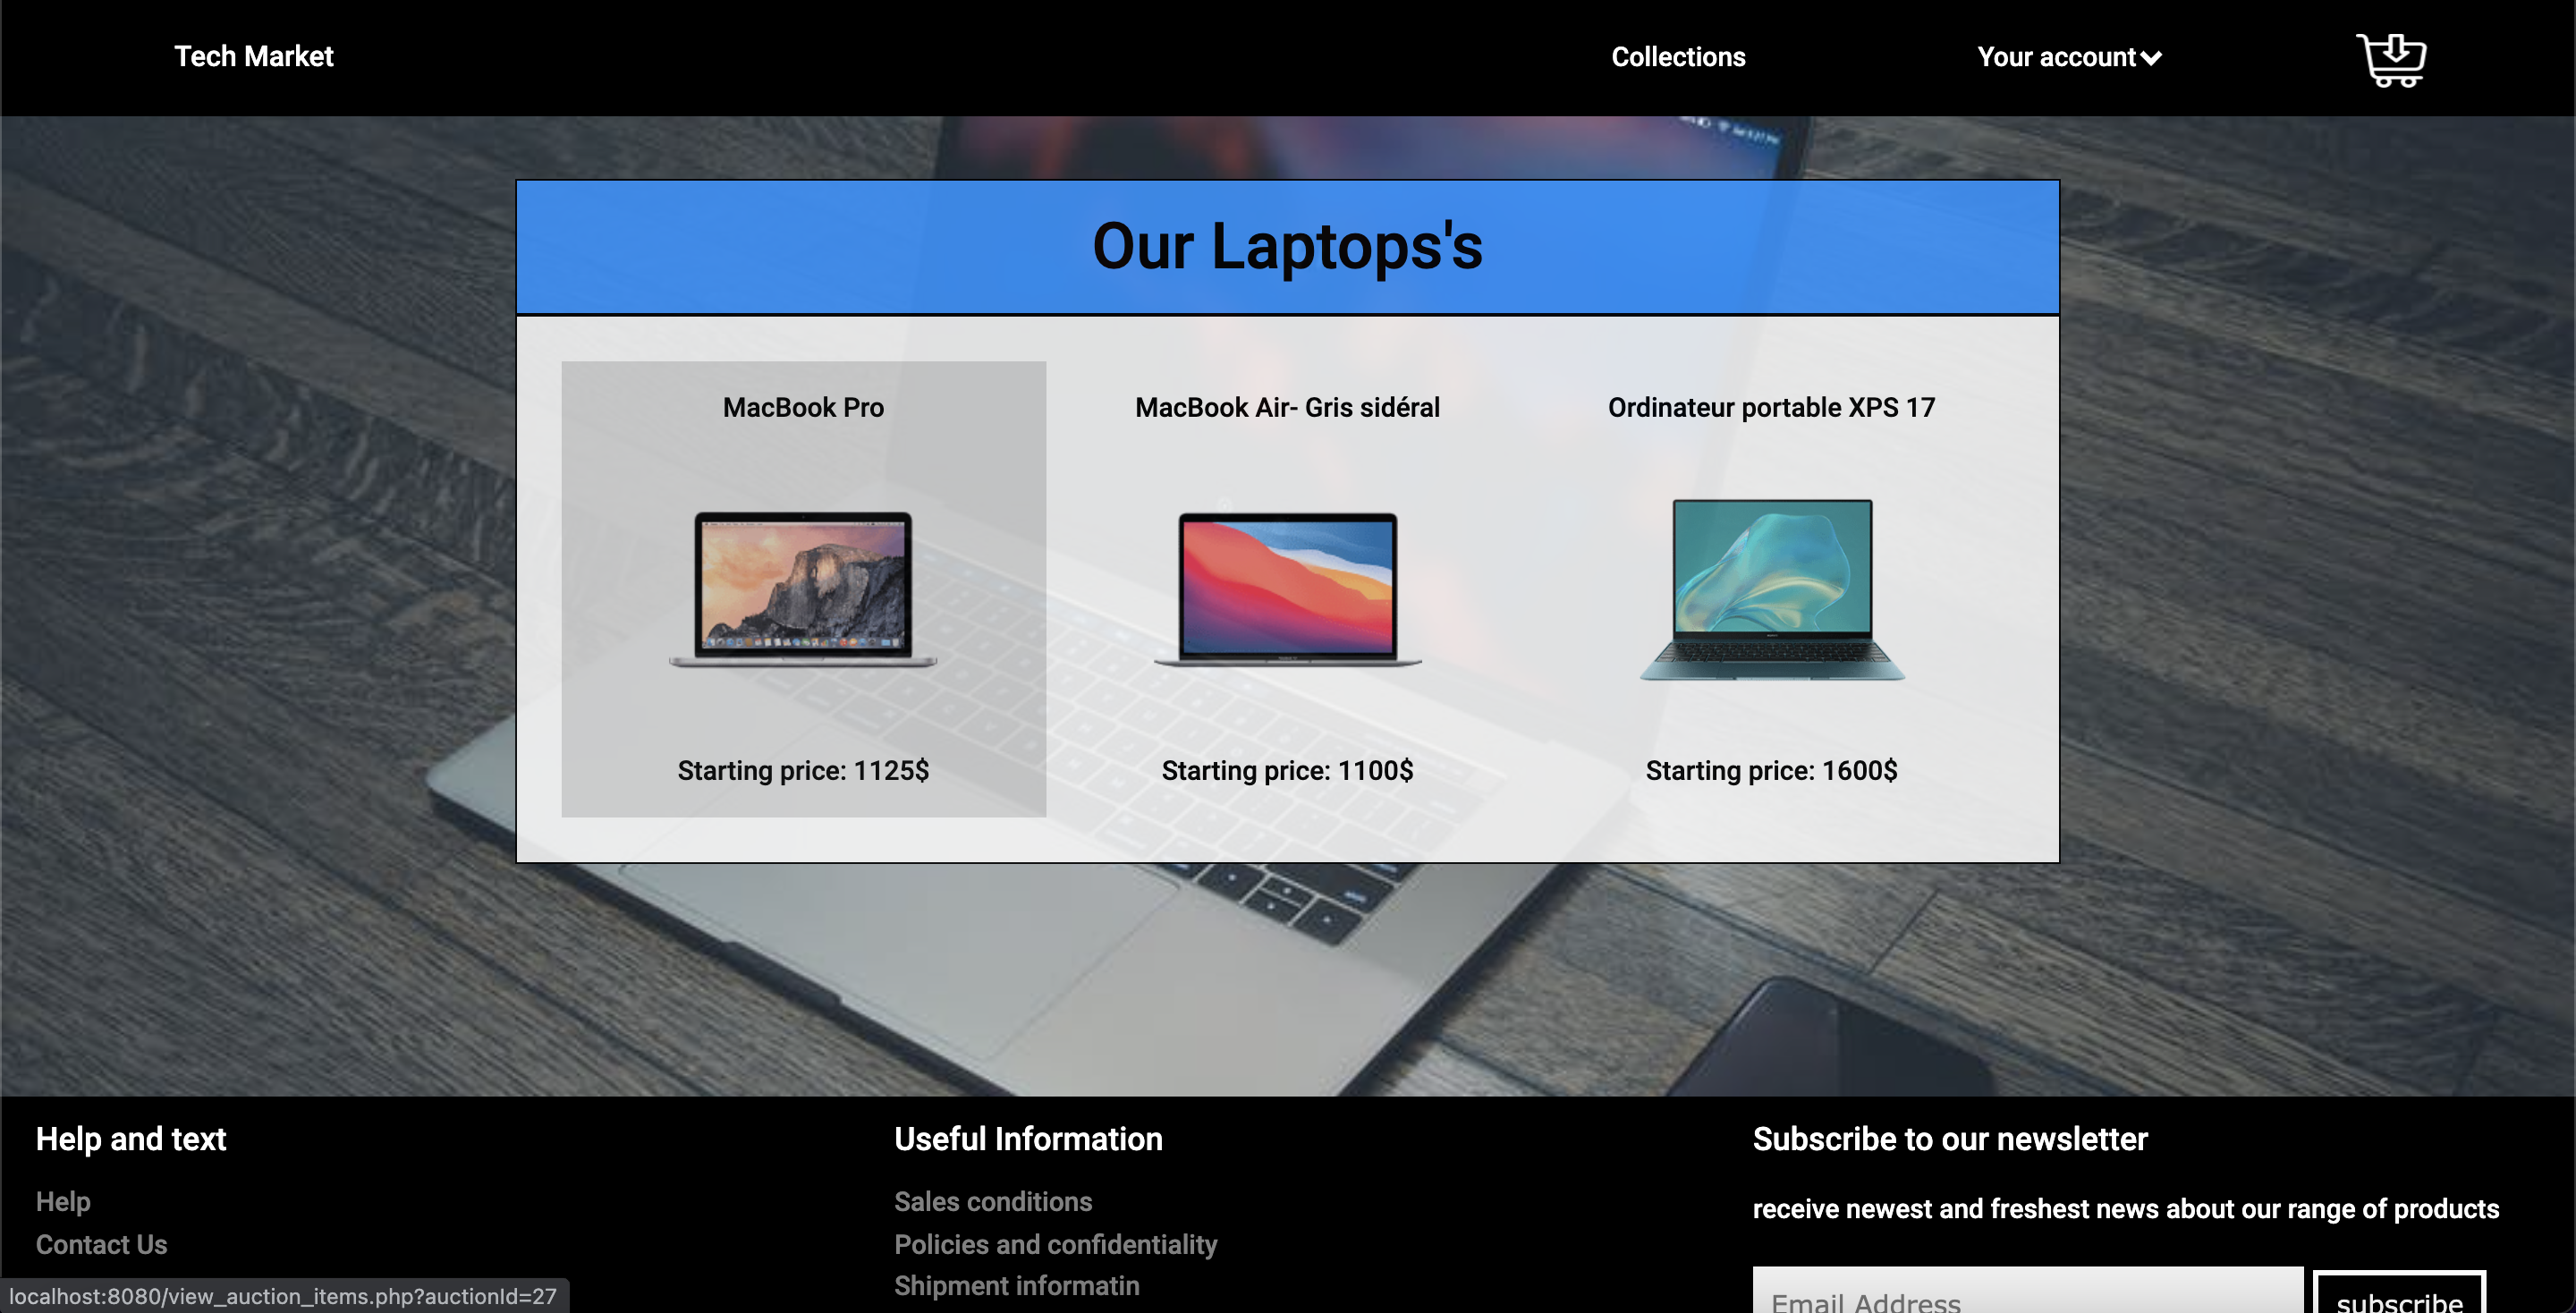 Tech Market
Collections
Your account
Our Laptops's
MacBook Pro
MacBook Air- Gris sidéral
Ordinateur portable XPS 17
Starting price: 1125$
Starting price: 1100$
Starting price: 1600$
Help and text
Help
Contact Us
Useful Information
Sales conditions
Policies and confidentiality
Shipment informatin
Subscribe to our newsletter
receive newest and freshest news about our range of products
Email Address
subscribe
localhost:8080/view_auction_items.php?auctionId=27